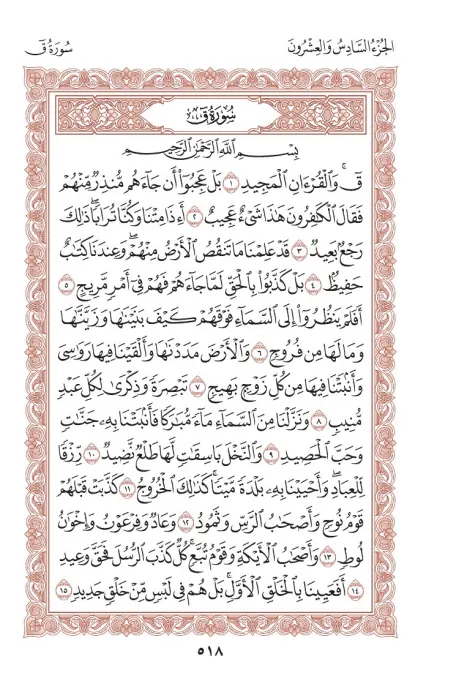 الجُزْءُ السَّادِسُ وَالعِشْرُونَ
سُورَةُ قٓ
سُورَةُ قٓ
بِسْمِ ٱللَّهِ ٱلرَّحْمَٰنِ ٱلرَّحِيمِ
قٓۚ وَٱلْقُرْءَانِ ٱلْمَجِيدِ ١ بَلْ عَجِبُوٓا۟ أَن جَآءَهُم مُّنذِرٌ مِّنْهُمْ
فَقَالَ ٱلْكَٰفِرُونَ هَٰذَا شَىْءٌ عَجِيبٌ ٢ أَءِذَا مِتْنَا وَكُنَّا تُرَابًاۖ ذَٰلِكَ
رَجْعٌۢ بَعِيدٌ ٣ قَدْ عَلِمْنَا مَا تَنقُصُ ٱلْأَرْضُ مِنْهُمْۖ وَعِندَنَا كِتَٰبٌ
حَفِيظٌۢ ٤ بَلْ كَذَّبُوا۟ بِٱلْحَقِّ لَمَّا جَآءَهُمْ فَهُمْ فِىٓ أَمْرٍ مَّرِيجٍ ٥
أَفَلَمْ يَنظُرُوٓا۟ إِلَى ٱلسَّمَآءِ فَوْقَهُمْ كَيْفَ بَنَيْنَٰهَا وَزَيَّنَّٰهَا
وَمَا لَهَا مِن فُرُوجٍ ٦ وَٱلْأَرْضَ مَدَدْنَٰهَا وَأَلْقَيْنَا فِيهَا رَوَٰسِىَ
وَأَنۢبَتْنَا فِيهَا مِن كُلِّ زَوْجٍۭ بَهِيجٍ ٧ تَبْصِرَةً وَذِكْرَىٰ لِكُلِّ عَبْدٍ
مُّنِيبٍ ٨ وَنَزَّلْنَا مِنَ ٱلسَّمَآءِ مَآءً مُّبَٰرَكًا فَأَنۢبَتْنَا بِهِۦ جَنَّٰتٍ
وَحَبَّ ٱلْحَصِيدِ ٩ وَٱلنَّخْلَ بَاسِقَٰتٍ لَّهَا طَلْعٌ نَّضِيدٌ ١٠ رِّزْقًا
لِّلْعِبَادِۖ وَأَحْيَيْنَا بِهِۦ بَلْدَةً مَّيْتًاۚ كَذَٰلِكَ ٱلْخُرُوجُ ١١ كَذَّبَتْ قَبْلَهُمْ
قَوْمُ نُوحٍ وَأَصْحَٰبُ ٱلرَّسِّ وَثَمُودُ ١٢ وَعَادٌ وَفِرْعَوْنُ وَإِخْوَٰنُ
لُوطٍ ١٣ وَأَصْحَٰبُ ٱلْأَيْكَةِ وَقَوْمُ تُبَّعٍۚ كُلٌّ كَذَّبَ ٱلرُّسُلَ فَحَقَّ وَعِيدِ
١٤ أَفَعَيِينَا بِٱلْخَلْقِ ٱلْأَوَّلِۚ بَلْ هُمْ فِى لَبْسٍ مِّنْ خَلْقٍ جَدِيدٍ ١٥
٥١٨